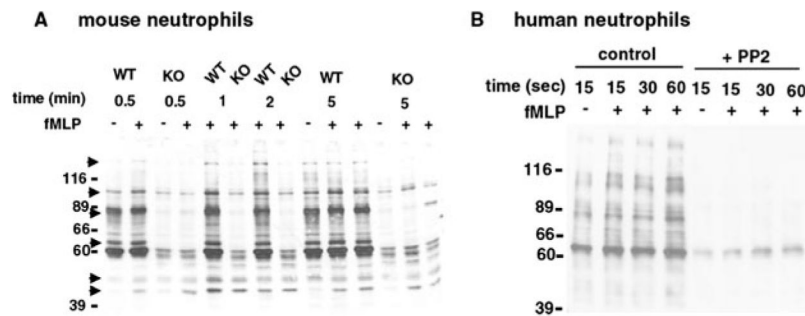 A mouse neutrophils
WT KO WT KO WT KO WT KO
time (min) 0.5 0.5 1 2 5 5
fMLP - + - + + + + + - + + - + +
116 -
89 -
66 -
60 -
39 -
B human neutrophils
control + PP2
time (sec) 15 15 30 60 15 15 30 60
fMLP - + + + - + + +
116 -
89 -
66 -
60 -
39 -